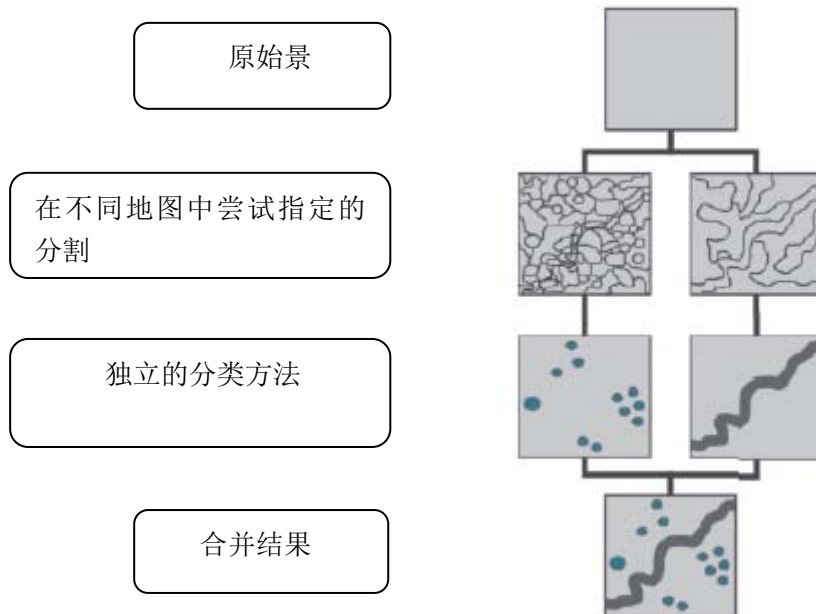 原始景
在不同地图中尝试指定的
分割
独立的分类方法
合并结果